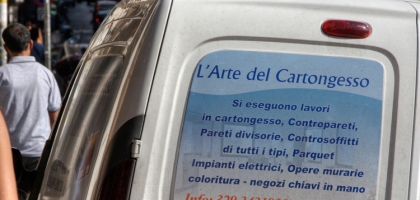 L'Arte del Cartongesso
Si eseguono lavori
in cartongesso, Contropareti,
Pareti divisorie, Controsoffitti
di tutti i tipi, Parquet
Impianti elettrici, Opere murarie
coloritura - negozi chiavi in mano
Info: